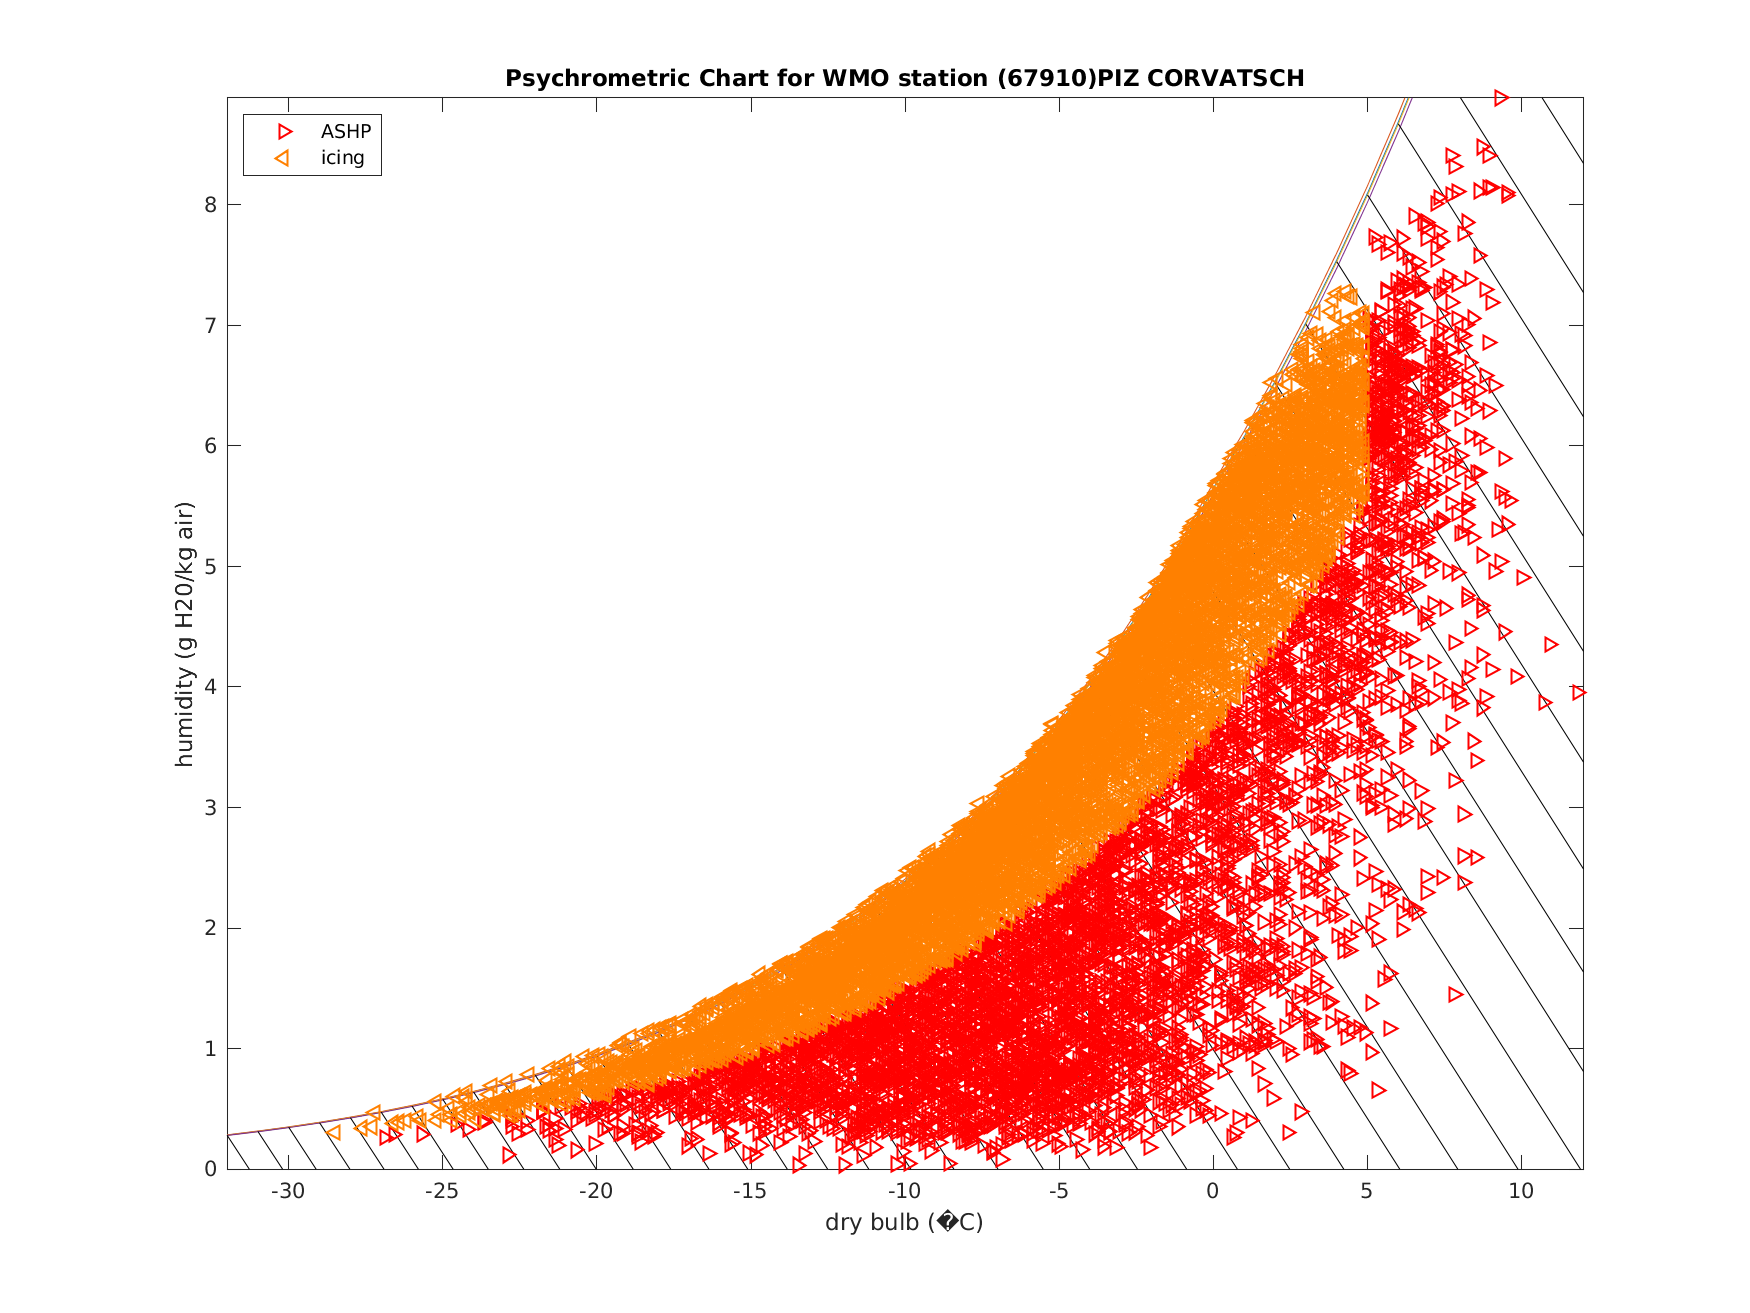 Psychrometric Chart for WMO station (67910)PIZ CORVATSCH
ASHP
icing
8
7
6
5
4
3
2
1
0
humidity (g H20/kg air)
-30 -25 -20 -15 -10 -5 0 5 10
dry bulb (�C)